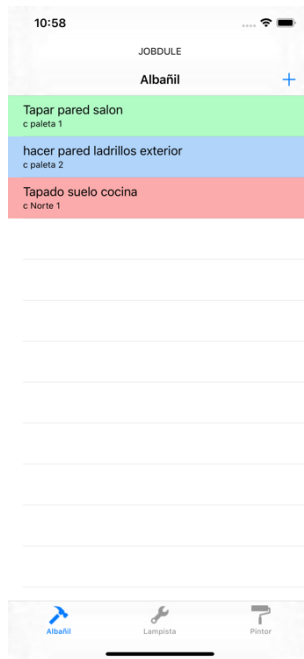 10:58
JOBDULE
Albañil
Tapar pared salon
c paleta 1
hacer pared ladrillos exterior
c paleta 2
Tapado suelo cocina
c Norte 1
Albañil
Lampista
Pintor